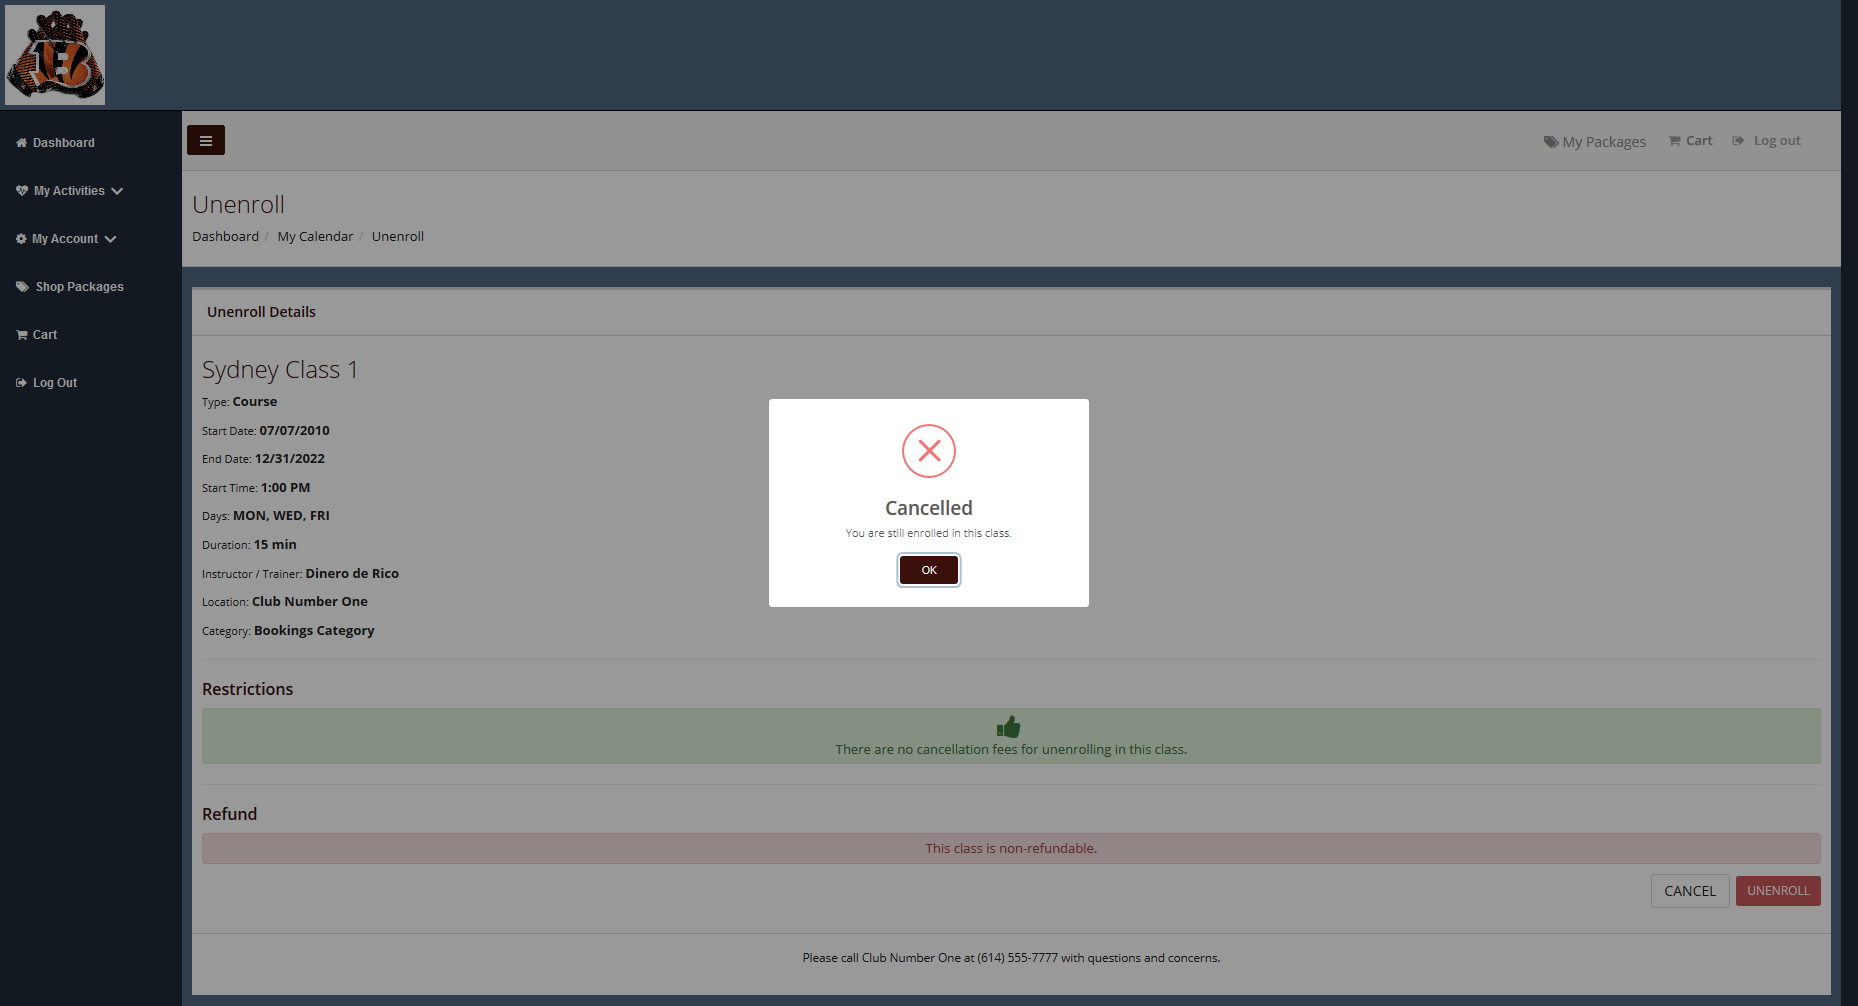 Dashboard
My Activities
My Account
Shop Packages
Cart
Log Out
My Packages
Cart
Log out
Unenroll
Dashboard / My Calendar / Unenroll
Unenroll Details
Sydney Class 1
Type: Course
Start Date: 07/07/2010
End Date: 12/31/2022
Start Time: 1:00 PM
Days: MON, WED, FRI
Duration: 15 min
Instructor / Trainer: Dinero de Rico
Location: Club Number One
Category: Bookings Category
Cancelled
You are still enrolled in this class.
OK
Restrictions
There are no cancellation fees for unenrolling in this class.
Refund
This class is non-refundable.
CANCEL
UNENROLL
Please call Club Number One at (614) 555-7777 with questions and concerns.